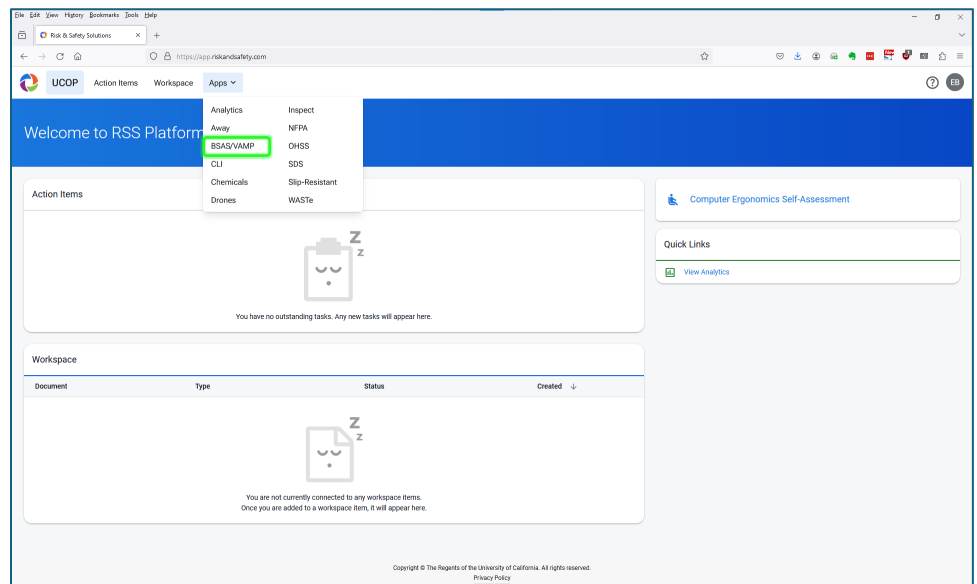 File Edit View History Bookmarks Tools Help
Risk & Safety Solutions
https://app.riskandsafety.com
UCOP Action Items Workspace Apps
EB
Analytics Inspect
Away NFPA
BSAS/VAMP OHSS
CLI SDS
Chemicals Slip-Resistant
Drones WASTe
Welcome to RSS Platform
Action Items
Z
z
You have no outstanding tasks. Any new tasks will appear here.
Computer Ergonomics Self-Assessment
Quick Links
View Analytics
Workspace
Document Type Status Created
Z
z
You are not currently connected to any workspace items.
Once you are added to a workspace item, it will appear here.
Copyright © The Regents of the University of California. All rights reserved.
Privacy Policy